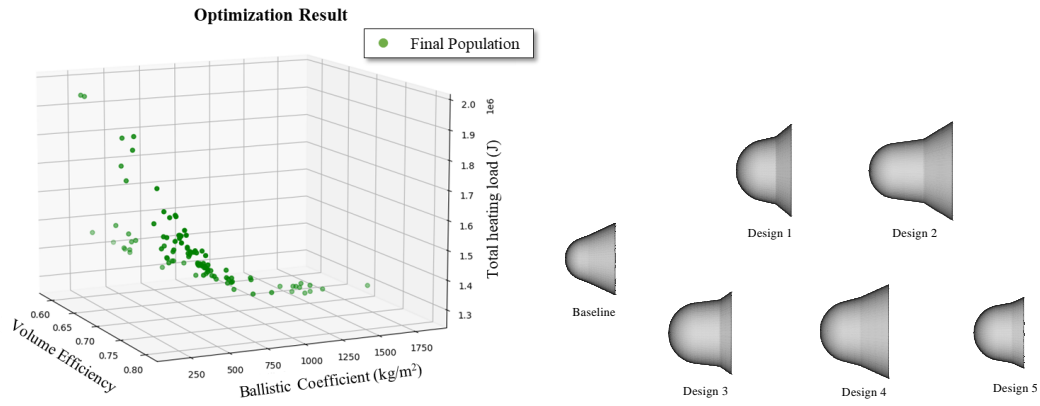 Optimization Result
Final Population
1e6
2.0
1.9
1.8
1.7
1.6
1.5
1.4
1.3
Total heating load (J)
0.60
0.65
0.70
0.75
0.80
Volume Efficiency
250
500
750
1000
1250
1500
1750
Ballistic Coefficient (kg/m²)
Design 1
Design 2
Baseline
Design 3
Design 4
Design 5